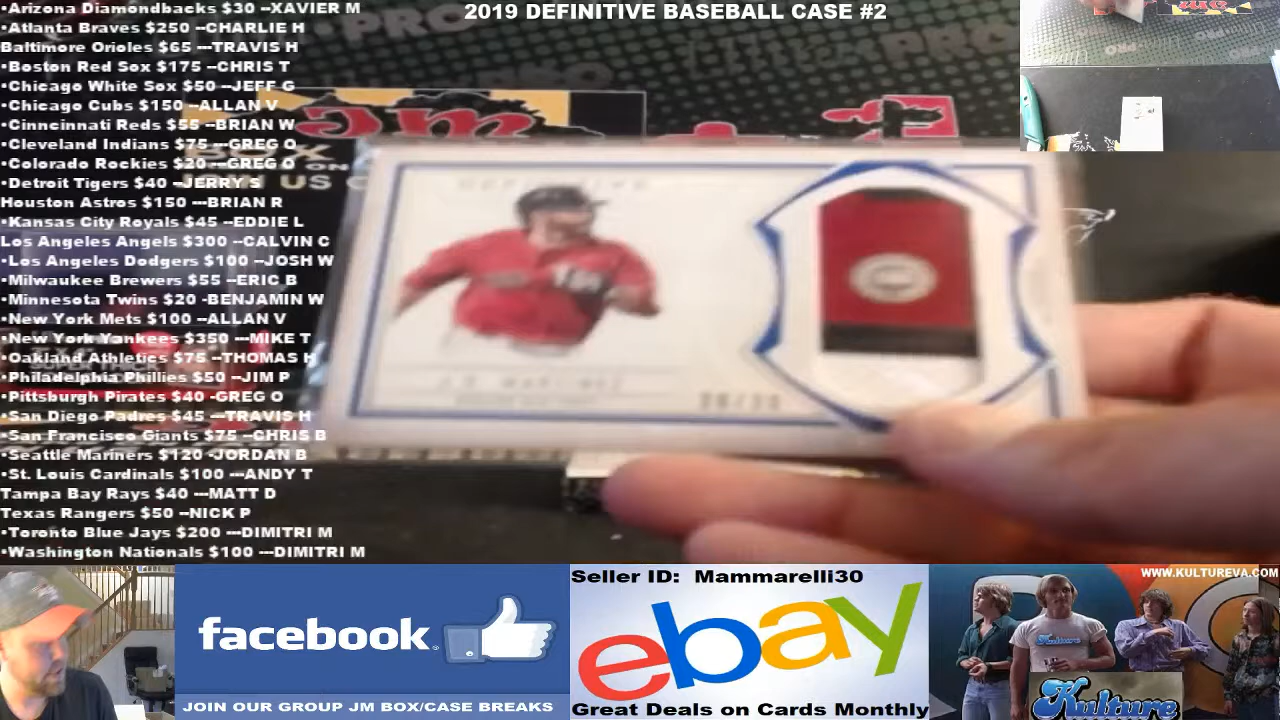 •Arizona Diamondbacks $30 --XAVIER M
•Atlanta Braves $250 --CHARLIE H
Baltimore Orioles $65 ---TRAVIS H
•Boston Red Sox $175 --CHRIS T
•Chicago White Sox $50 --JEFF G
•Chicago Cubs $150 --ALLAN V
•Cinncinnati Reds $55 --BRIAN W
•Cleveland Indians $75 ---GREG O
•Colorado Rockies $20 ---GREG O
•Detroit Tigers $40 --JERRY S
Houston Astros $150 ---BRIAN R
•Kansas City Royals $45 --EDDIE L
Los Angeles Angels $300 --CALVIN C
•Los Angeles Dodgers $100 --JOSH W
•Milwaukee Brewers $55 ---ERIC B
•Minnesota Twins $20 -BENJAMIN W
•New York Mets $100 --ALLAN V
•New York Yankees $350 ---MIKE T
•Oakland Athletics $75 --THOMAS H
•Philadelphia Phillies $50 --JIM P
•Pittsburgh Pirates $40 -GREG O
•San Diego Padres $45 ---TRAVIS H
•San Francisco Giants $75 --CHRIS B
•Seattle Mariners $120 -JORDAN B
•St. Louis Cardinals $100 ---ANDY T
Tampa Bay Rays $40 ---MATT D
Texas Rangers $50 --NICK P
•Toronto Blue Jays $200 ---DIMITRI M
•Washington Nationals $100 ---DIMITRI M
2019 DEFINITIVE BASEBALL CASE #2
J.D. MARTINEZ
facebook
JOIN OUR GROUP JM BOX/CASE BREAKS
Seller ID: Mammarelli30
ebay
Great Deals on Cards Monthly
WWW.KULTUREVA.COM
Kulture
Kulture